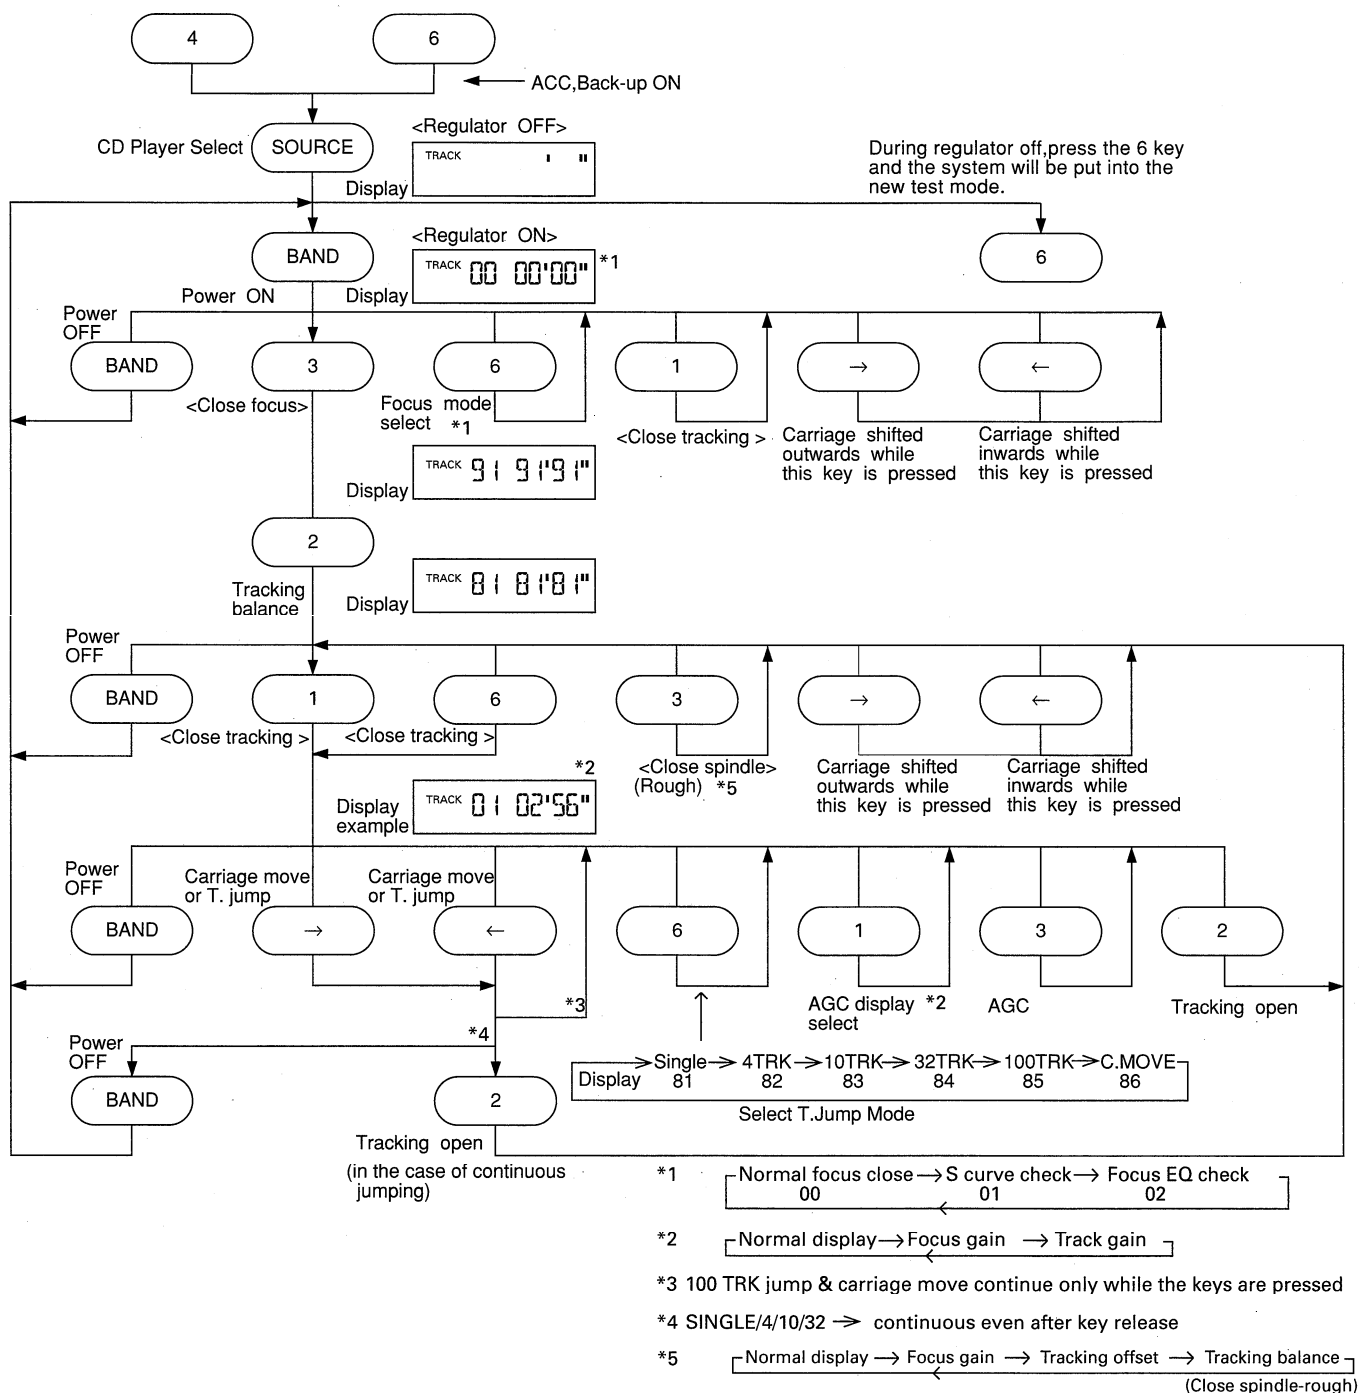 4
6
ACC,Back-up ON
CD Player Select
SOURCE
<Regulator OFF>
TRACK ' "
Display
During regulator off,press the 6 key
and the system will be put into the
new test mode.
BAND
<Regulator ON>
TRACK 00 00'00" *1
Display
6
Power ON
Power
OFF
BAND
3
6
1
→
←
<Close focus>
Focus mode
select *1
<Close tracking >
Carriage shifted
outwards while
this key is pressed
Carriage shifted
inwards while
this key is pressed
TRACK 91 91'91"
Display
2
Tracking
balance
TRACK 81 81'81"
Display
Power
OFF
BAND
1
6
3
→
←
<Close tracking >
<Close tracking >
<Close spindle>
(Rough) *5
Carriage shifted
outwards while
this key is pressed
Carriage shifted
inwards while
this key is pressed
*2
Display
example
TRACK 01 02'56"
Power
OFF
Carriage move
or T. jump
Carriage move
or T. jump
BAND
→
←
6
1
3
2
*3
AGC display *2
select
AGC
Tracking open
*4
Power
OFF
BAND
2
Single → 4TRK → 10TRK → 32TRK → 100TRK → C.MOVE
Display 81 82 83 84 85 86
Select T.Jump Mode
Tracking open
(in the case of continuous
jumping)
*1 Normal focus close → S curve check → Focus EQ check
00 01 02
*2 Normal display → Focus gain → Track gain
*3 100 TRK jump & carriage move continue only while the keys are pressed
*4 SINGLE/4/10/32 → continuous even after key release
*5 Normal display → Focus gain → Tracking offset → Tracking balance
(Close spindle-rough)